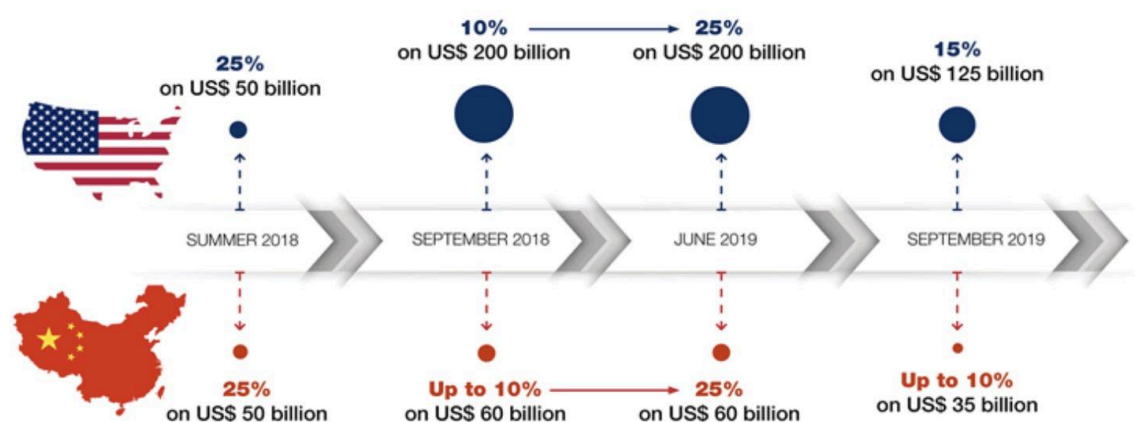 25%
on US$ 50 billion
10%
on US$ 200 billion
25%
on US$ 200 billion
15%
on US$ 125 billion
SUMMER 2018
SEPTEMBER 2018
JUNE 2019
SEPTEMBER 2019
25%
on US$ 50 billion
Up to 10%
on US$ 60 billion
25%
on US$ 60 billion
Up to 10%
on US$ 35 billion